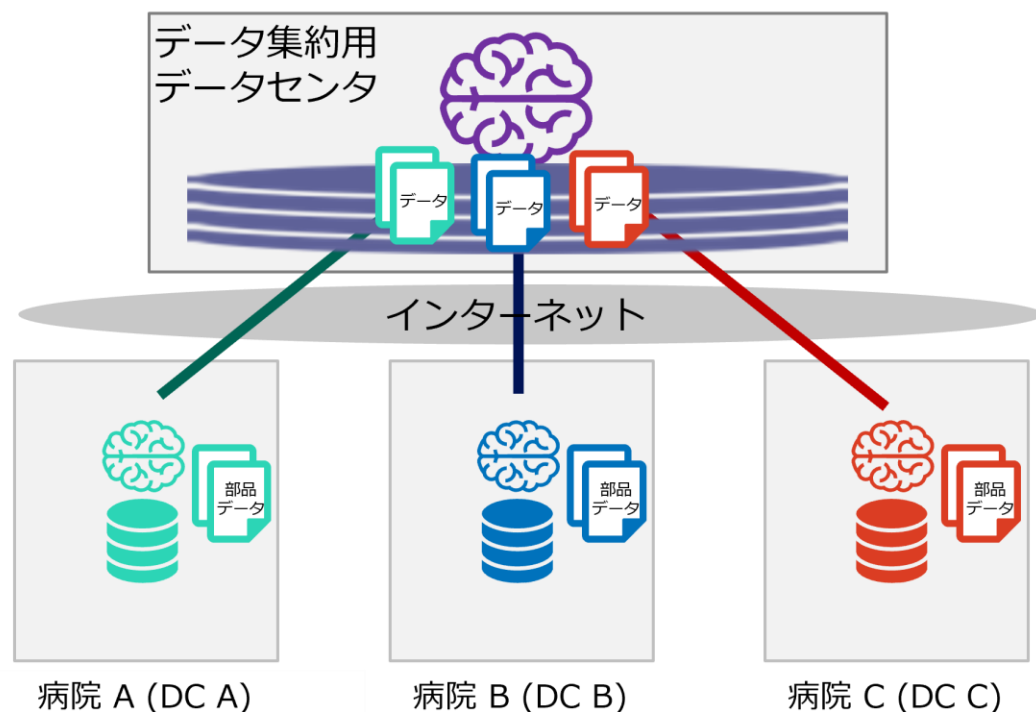 データ集約用
データセンタ
データ
データ
データ
インターネット
部品
データ
部品
データ
部品
データ
病院 A (DC A)
病院 B (DC B)
病院 C (DC C)